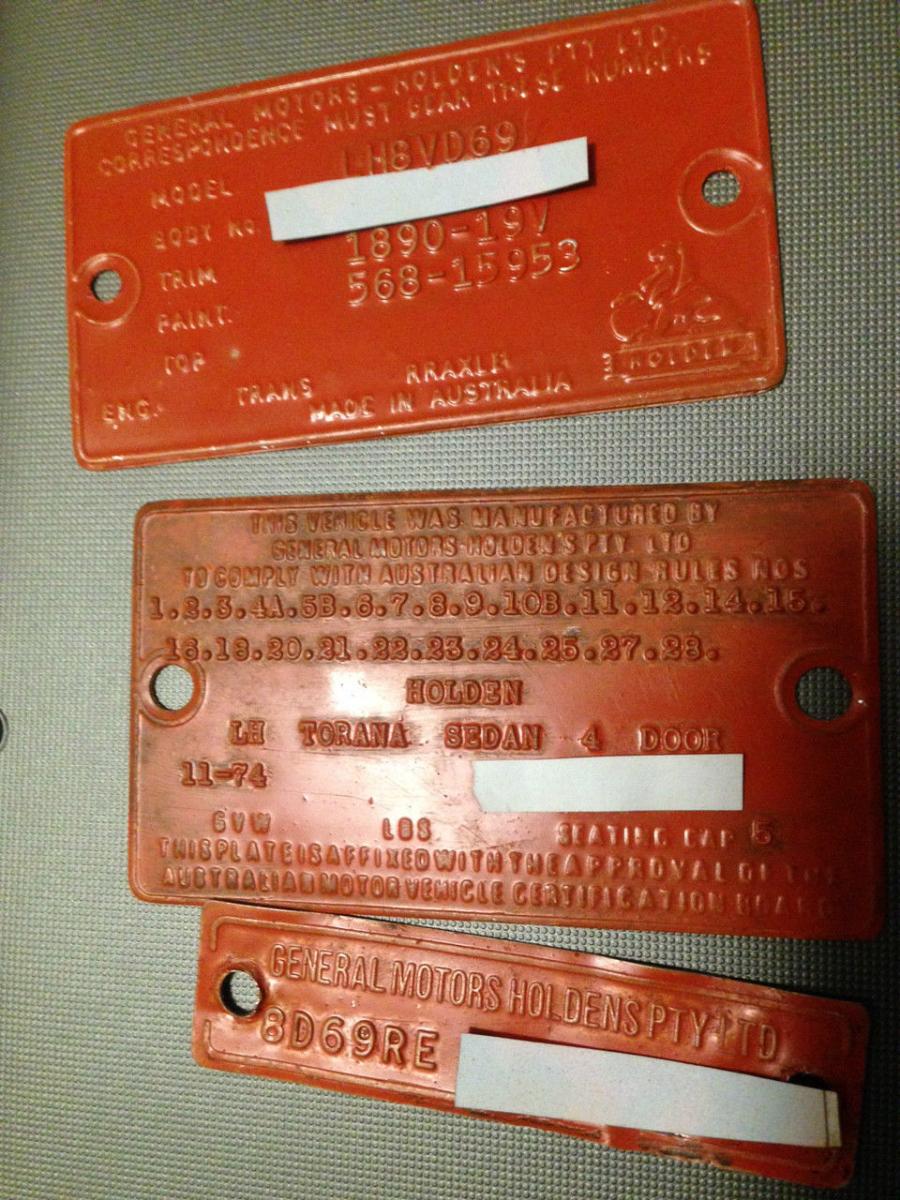 GENERAL MOTORS - HOLDEN'S PTY LTD.
CORRESPONDENCE MUST BEAR THESE NUMBERS
MODEL LH8VD69
BODY No.
TRIM 1890-19V
PAINT. 568-15953
TOP
ENG. TRANS RRAXLE
MADE IN AUSTRALIA
HOLDEN
THIS VEHICLE WAS MANUFACTURED BY
GENERAL MOTORS-HOLDEN'S PTY. LTD
TO COMPLY WITH AUSTRALIAN DESIGN RULES NOS
1.2.3.4A.5B.6.7.8.9.10B.11.12.14.15.
16.18.20.21.22.23.24.25.27.28.
HOLDEN
LH TORANA SEDAN 4 DOOR
11-74
GVW LBS SEATING CAP 5
THIS PLATE IS AFFIXED WITH THE APPROVAL OF THE
AUSTRALIAN MOTOR VEHICLE CERTIFICATION BOARD
GENERAL MOTORS HOLDENS PTY LTD
8D69RE